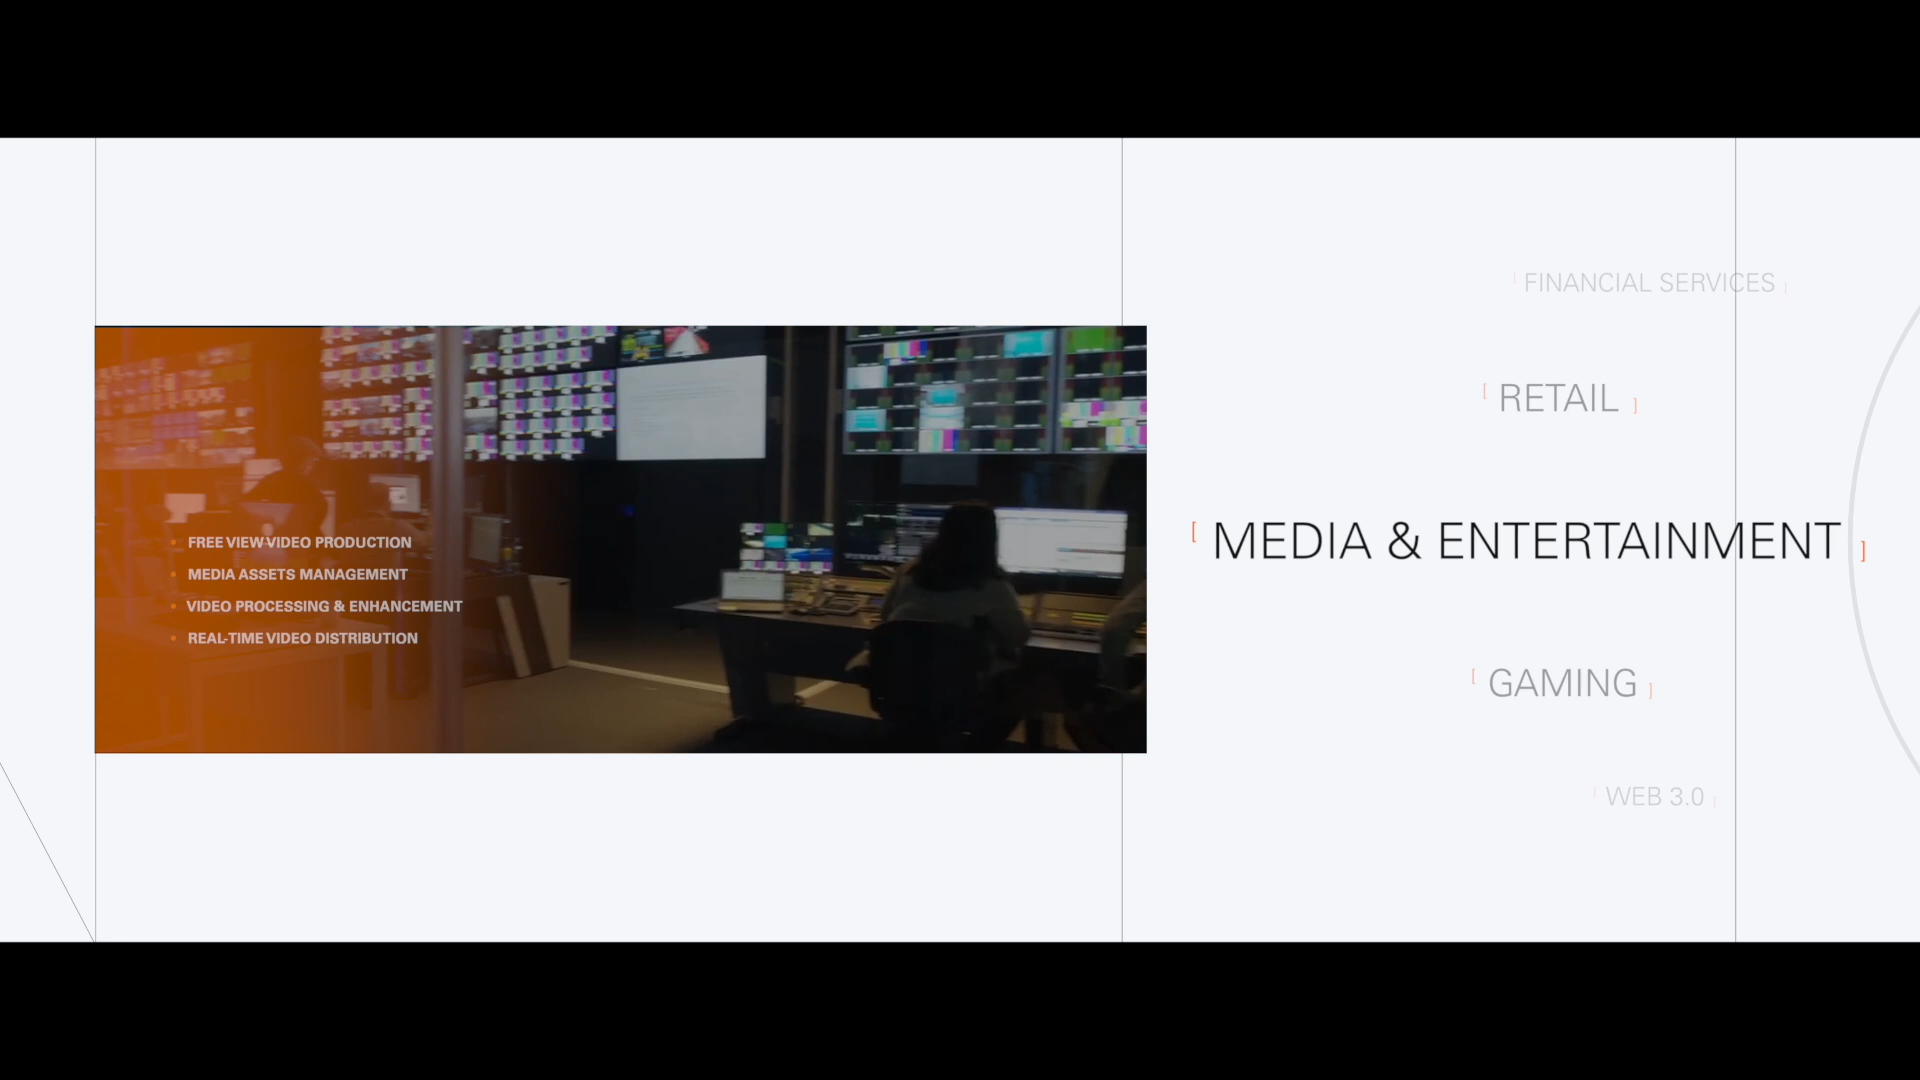 FREE VIEW VIDEO PRODUCTION
MEDIA ASSETS MANAGEMENT
VIDEO PROCESSING & ENHANCEMENT
REAL-TIME VIDEO DISTRIBUTION
[ FINANCIAL SERVICES ]
[ RETAIL ]
[ MEDIA & ENTERTAINMENT ]
[ GAMING ]
[ WEB 3.0 ]